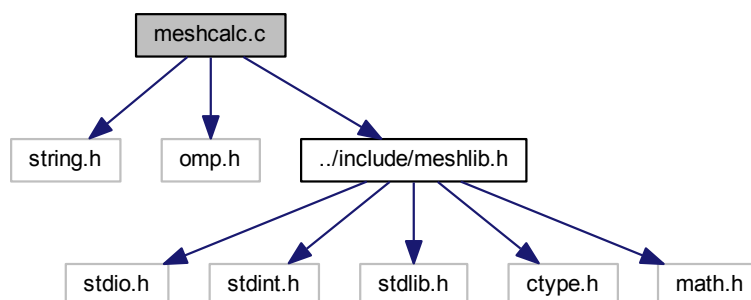 meshcalc.c
string.h
omp.h
../include/meshlib.h
stdio.h
stdint.h
stdlib.h
ctype.h
math.h